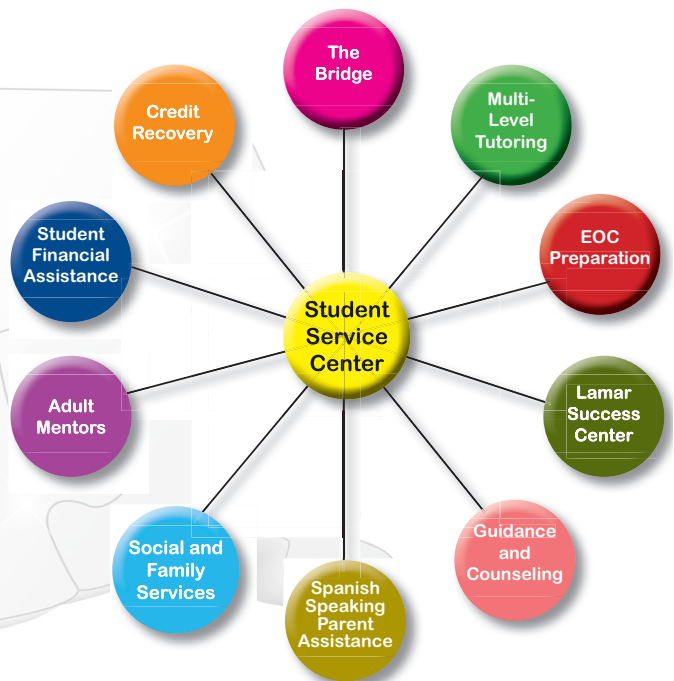 The
Bridge
Multi-
Level
Tutoring
EOC
Preparation
Lamar
Success
Center
Guidance
and
Counseling
Spanish
Speaking
Parent
Assistance
Social and
Family
Services
Adult
Mentors
Student
Financial
Assistance
Credit
Recovery
Student
Service
Center